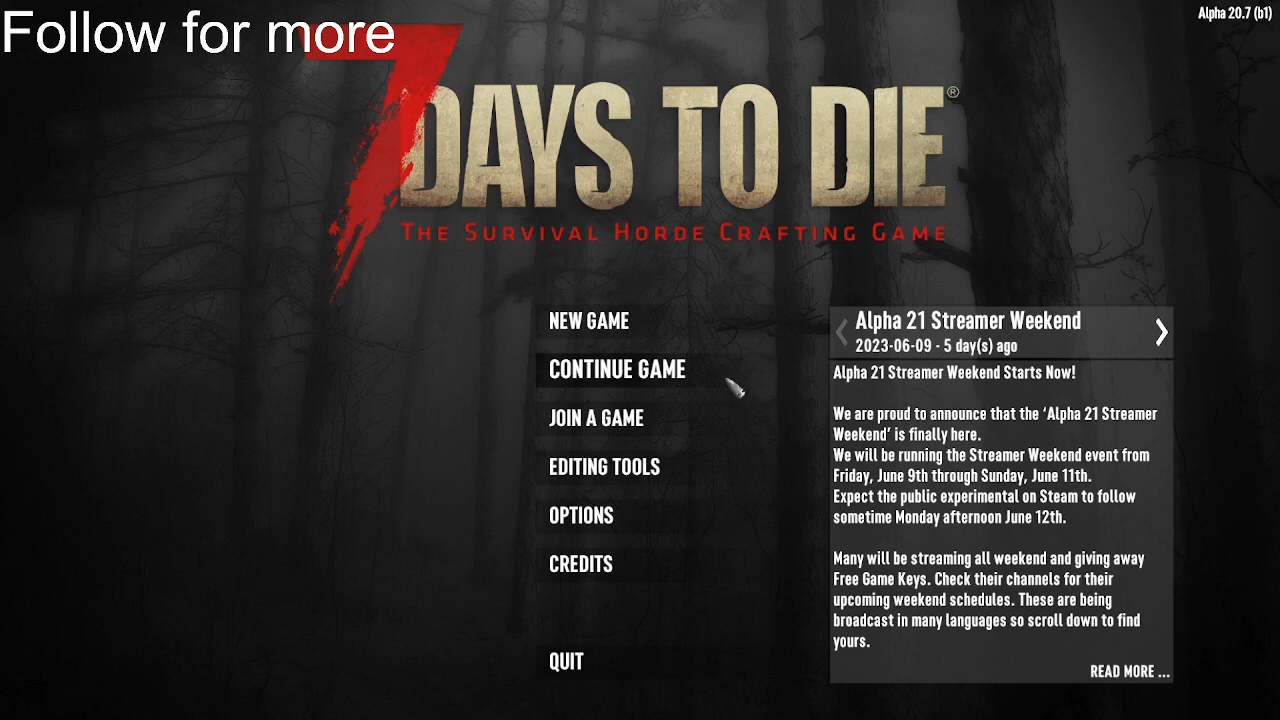 Follow for more
Alpha 20.7 (b1)
7 DAYS TO DIE®
THE SURVIVAL HORDE CRAFTING GAME
NEW GAME
CONTINUE GAME
JOIN A GAME
EDITING TOOLS
OPTIONS
CREDITS
QUIT
Alpha 21 Streamer Weekend
2023-06-09 - 5 day(s) ago
Alpha 21 Streamer Weekend Starts Now!
We are proud to announce that the ‘Alpha 21 Streamer
Weekend’ is finally here.
We will be running the Streamer Weekend event from
Friday, June 9th through Sunday, June 11th.
Expect the public experimental on Steam to follow
sometime Monday afternoon June 12th.
Many will be streaming all weekend and giving away
Free Game Keys. Check their channels for their
upcoming weekend schedules. These are being
broadcast in many languages so scroll down to find
yours.
READ MORE ...